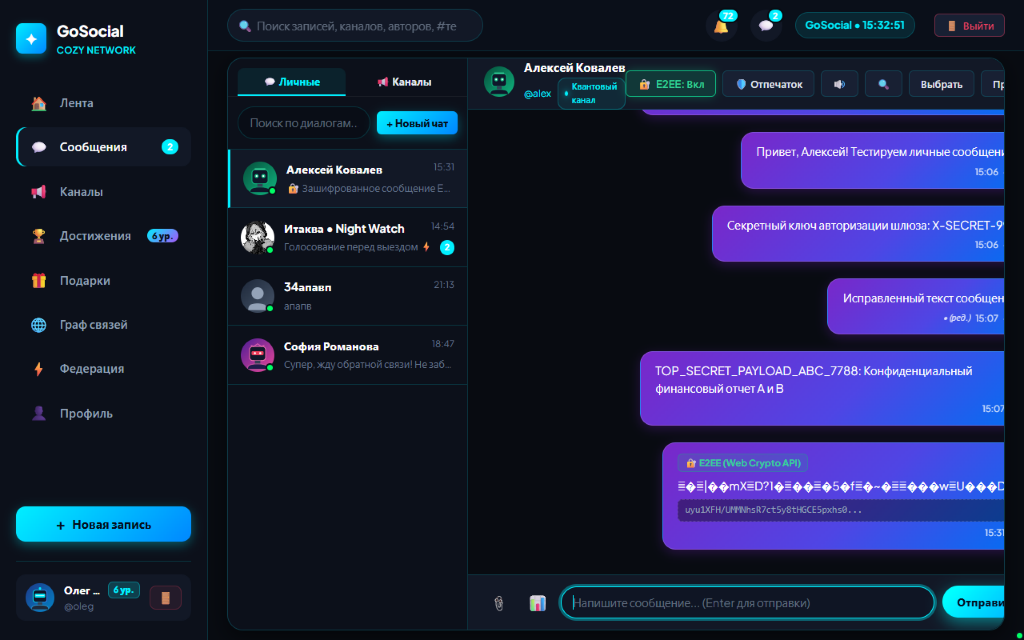 GoSocial
COZY NETWORK
Поиск записей, каналов, авторов, #те
72
2
GoSocial • 15:32:51
Выйти
Лента
Сообщения 2
Каналы
Достижения 6 ур.
Подарки
Граф связей
Федерация
Профиль
+ Новая запись
Олег ... 6 ур.
@oleg
Личные
Каналы
Поиск по диалогам..
+ Новый чат
Алексей Ковалев 15:31
Зашифрованное сообщение E...
Итаква • Night Watch 14:54
Голосование перед выездом 2
34апавп 21:13
апапв
София Романова 18:47
Супер, жду обратной связи! Не заб...
Алексей Ковалев
@alex
• Квантовый
канал
E2EE: Вкл
Отпечаток
Выбрать
Пр
Привет, Алексей! Тестируем личные сообщен
15:06
Секретный ключ авторизации шлюза: X-SECRET-9
15:06
Исправленный текст сообщен
• (ред.) 15:07
TOP_SECRET_PAYLOAD_ABC_7788: Конфиденциальный
финансовый отчет А и В
15:07
E2EE (Web Crypto API)
uyu1XFH/UMMNhsR7ct5y8tHGCE5pxhs0...
15:31
Напишите сообщение... (Enter для отправки)
Отправи